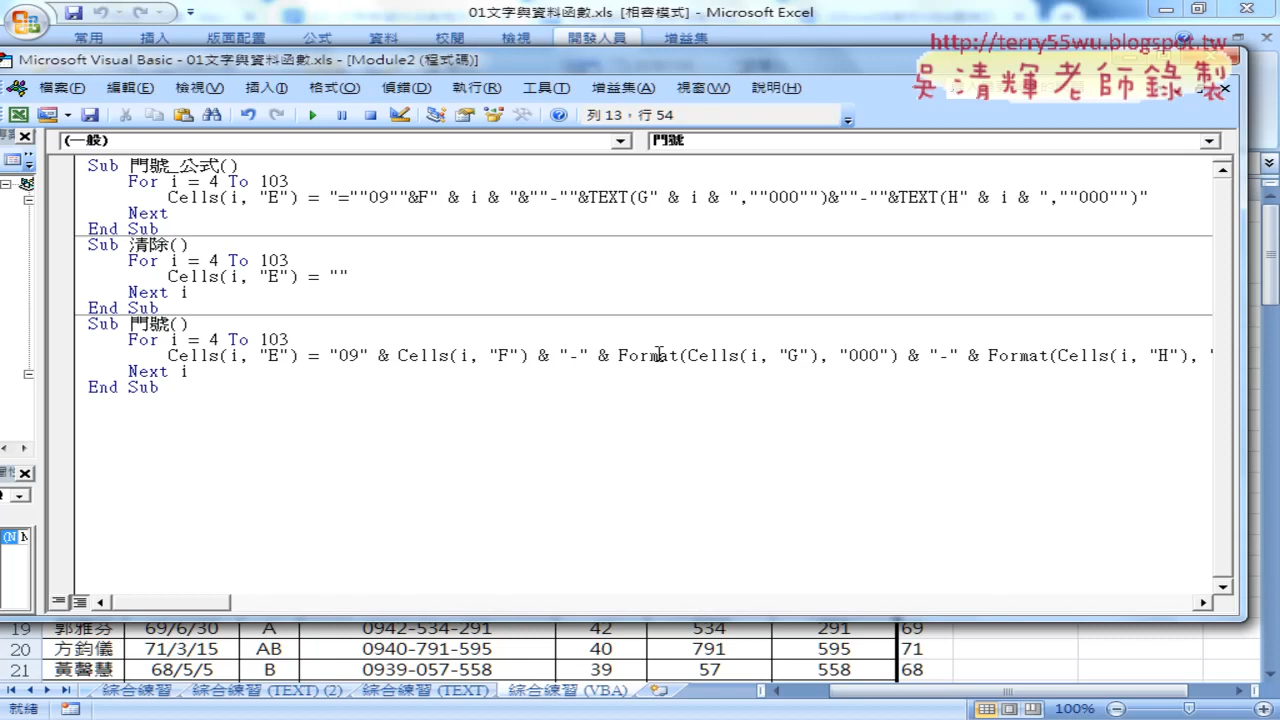 01文字與資料函數.xls [相容模式] - Microsoft Excel
常用 插入 版面配置 公式 資料 校閱 檢視 開發人員 增益集
http://terry55wu.blogspot.tw
吳清輝老師錄製
Microsoft Visual Basic - 01文字與資料函數.xls - [Module2 (程式碼)]
檔案(F) 編輯(E) 檢視(V) 插入(I) 格式(O) 偵錯(D) 執行(R) 工具(T) 增益集(A) 視窗(W) 說明(H)
列 13，行 54
(一般) 門號
Sub 門號_公式()
For i = 4 To 103
Cells(i, "E") = "=""09""&F" & i & "&""-""&TEXT(G" & i & ",""000"")&""-""&TEXT(H" & i & ",""000"")"
Next
End Sub
Sub 清除()
For i = 4 To 103
Cells(i, "E") = ""
Next i
End Sub
Sub 門號()
For i = 4 To 103
Cells(i, "E") = "09" & Cells(i, "F") & "-" & Format(Cells(i, "G"), "000") & "-" & Format(Cells(i, "H"), "
Next i
End Sub
19 郭雅芬 69/6/30 A 0942-534-291 42 534 291 69
20 方鈞儀 71/3/15 AB 0940-791-595 40 791 595 71
21 黃馨慧 68/5/5 B 0939-057-558 39 57 558 68
綜合練習 綜合練習 (TEXT) (2) 綜合練習 (TEXT) 綜合練習 (VBA)
就緒 100%